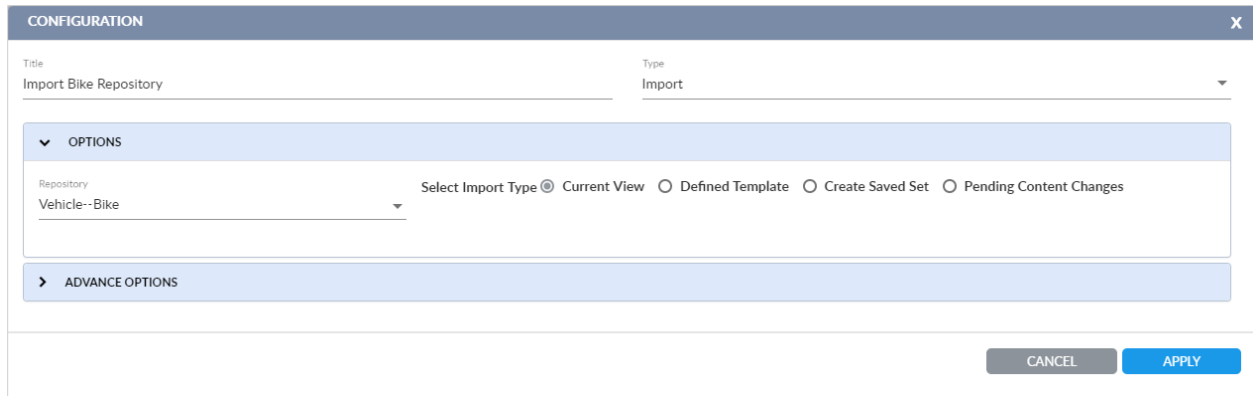 CONFIGURATION X
Title Type
Import Bike Repository Import
OPTIONS
Repository
Select Import Type Current View Defined Template Create Saved Set Pending Content Changes
Vehicle--Bike
ADVANCE OPTIONS
CANCEL APPLY